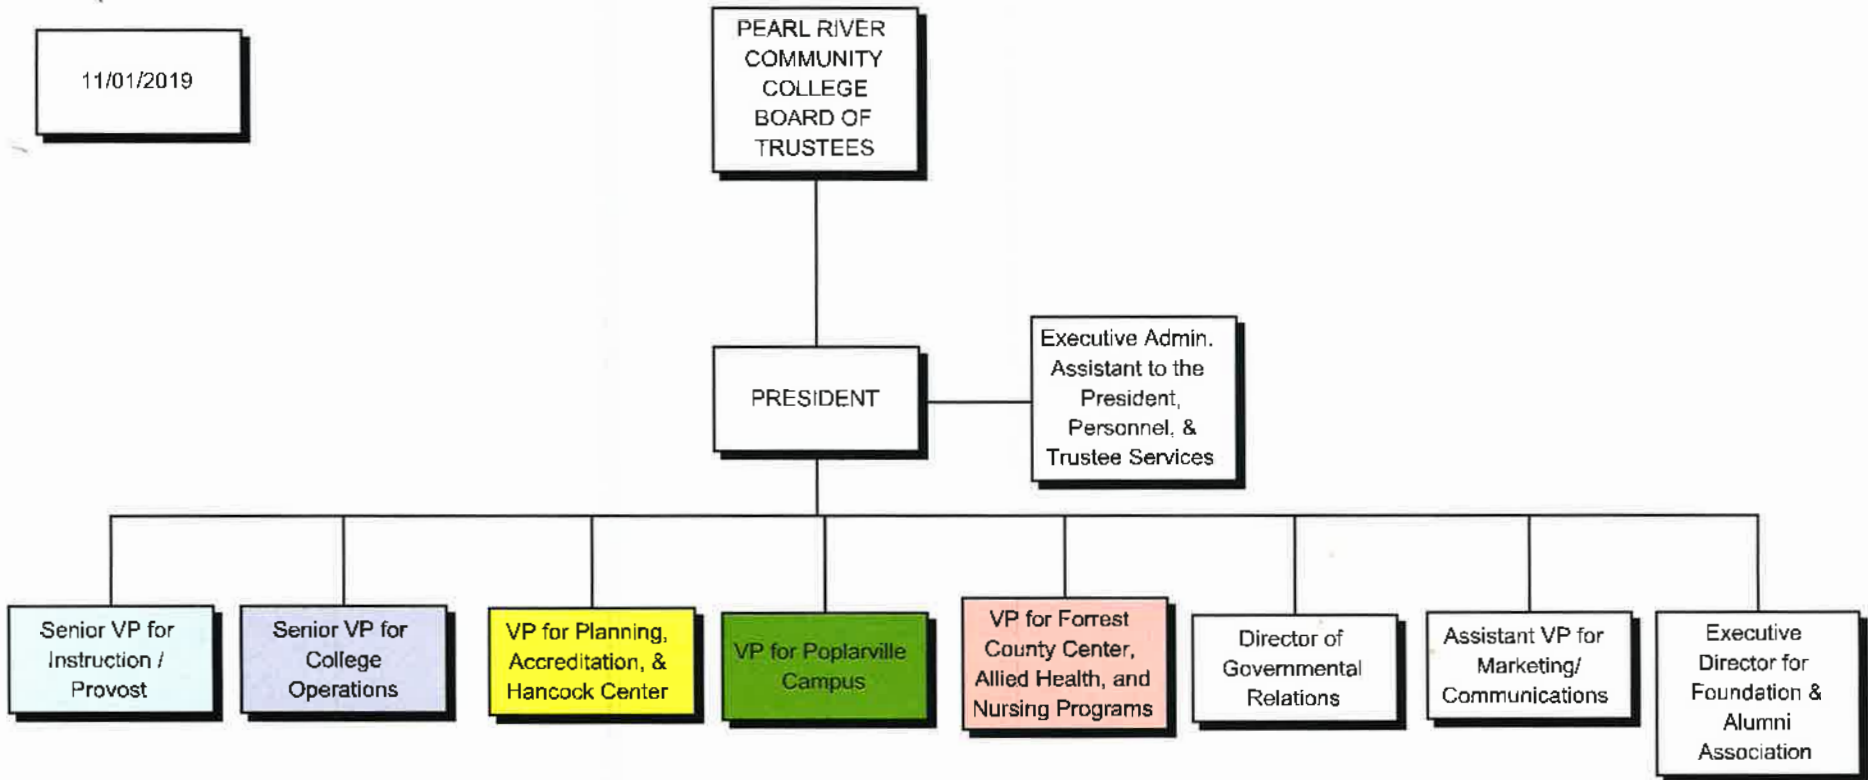 11/01/2019
PEARL RIVER
COMMUNITY
COLLEGE
BOARD OF
TRUSTEES
PRESIDENT
Executive Admin.
Assistant to the
President,
Personnel, &
Trustee Services
Senior VP for
Instruction /
Provost
Senior VP for
College
Operations
VP for Planning,
Accreditation, &
Hancock Center
VP for Poplarville
Campus
VP for Forrest
County Center,
Allied Health, and
Nursing Programs
Director of
Governmental
Relations
Assistant VP for
Marketing/
Communications
Executive
Director for
Foundation &
Alumni
Association